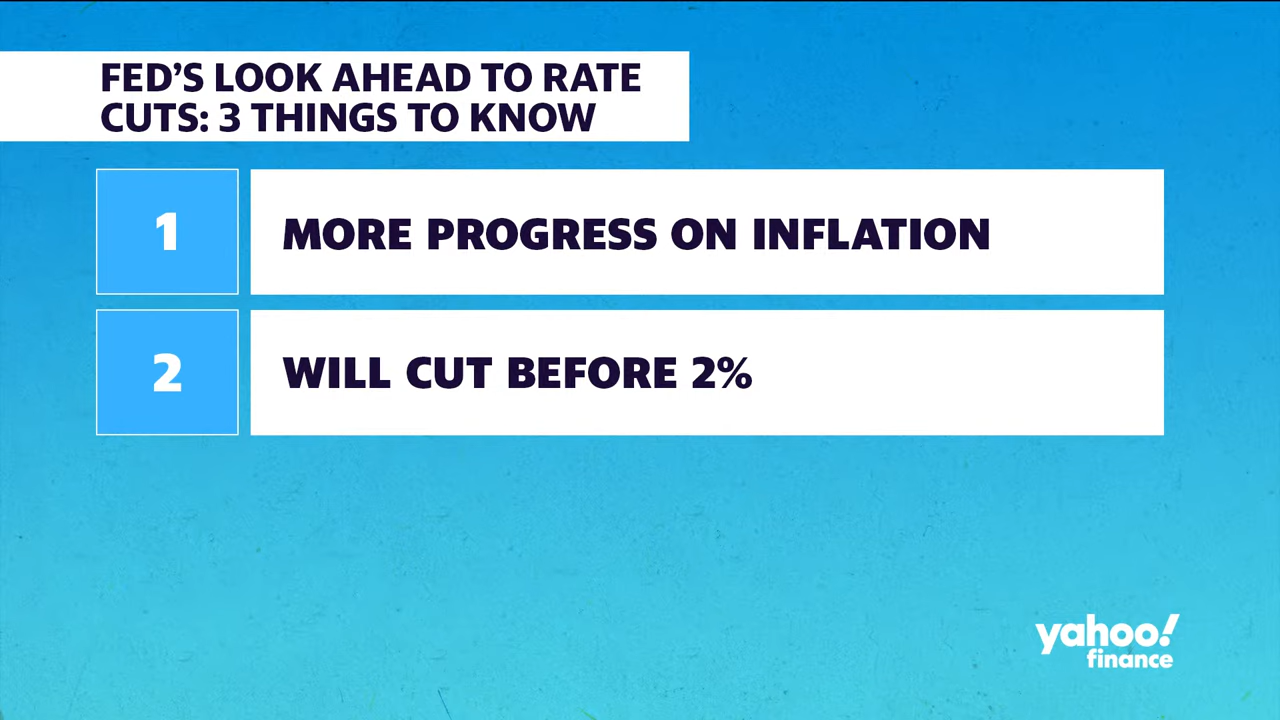 FED’S LOOK AHEAD TO RATE
CUTS: 3 THINGS TO KNOW
1
MORE PROGRESS ON INFLATION
2
WILL CUT BEFORE 2%
yahoo!
finance